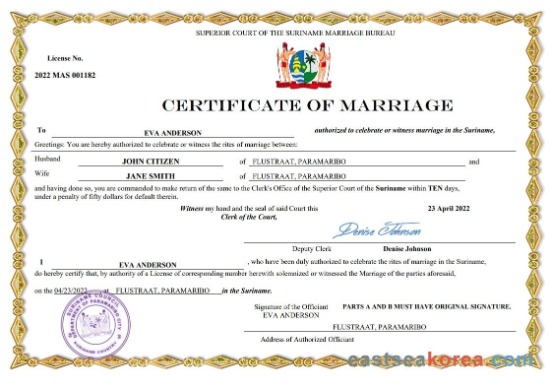 SUPERIOR COURT OF THE SURINAME MARRIAGE BUREAU
License No.
2022 MAS 001182
CERTIFICATE OF MARRIAGE
To EVA ANDERSON authorized to celebrate or witness marriage in the Suriname,
Greetings: You are hereby authorized to celebrate or witness the rites of marriage between:
Husband JOHN CITIZEN of FLUSTRAAT, PARAMARIBO and
Wife JANE SMITH of FLUSTRAAT, PARAMARIBO
and having done so, you are commanded to make return of the same to the Clerk's Office of the Superior Court of the Suriname within TEN days,
under a penalty of fifty dollars for default therein.
Witness my hand and the seal of said Court this 23 April 2022
Clerk of the Court,
Denise Johnson
Deputy Clerk Denise Johnson
I EVA ANDERSON , who have been duly authorized to celebrate the rites of marriage in the Suriname,
do hereby certify that, by authority of a License of corresponding number herewith solemnized or witnessed the Marriage of the parties aforesaid,
on the 04/23/2022 at FLUSTRAAT, PARAMARIBO in the Suriname.
SURINAME COUNCIL
DEPARTMENT OF PARAMARIBO CITY
Signature of the Officiant PARTS A AND B MUST HAVE ORIGINAL SIGNATURE.
EVA ANDERSON
FLUSTRAAT, PARAMARIBO
Address of Authorized Officiant
eastseakorea.com